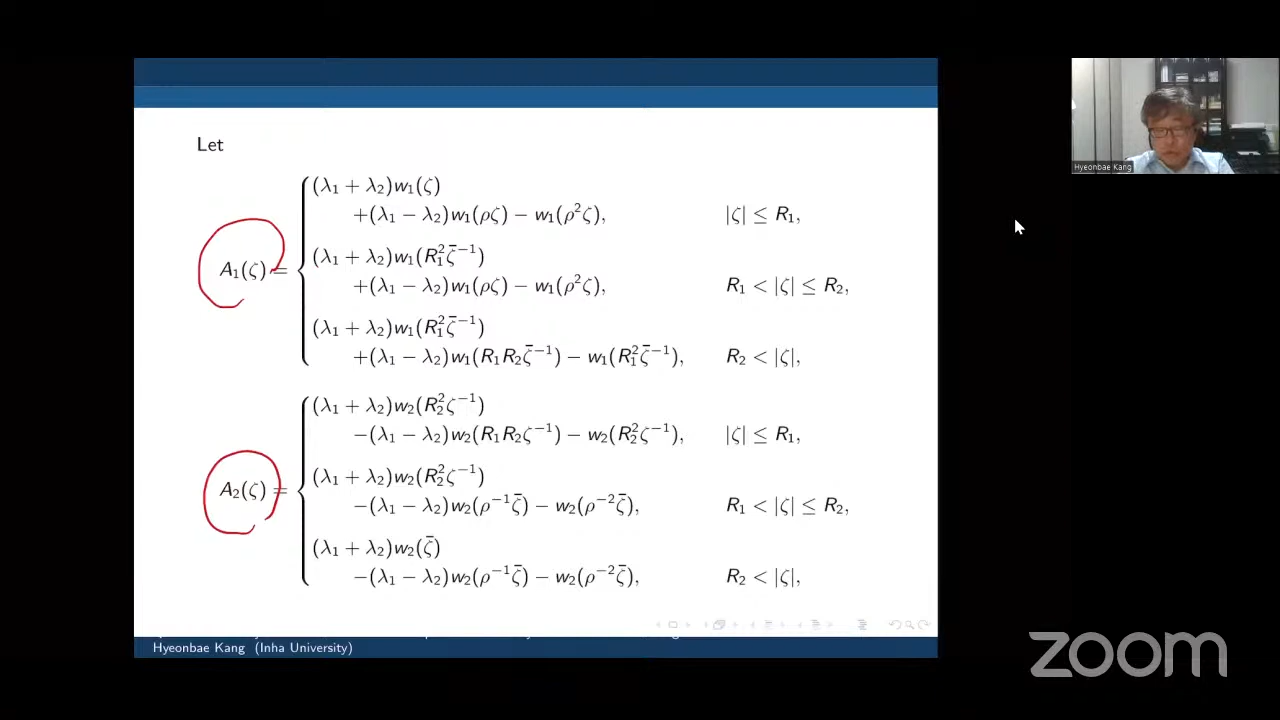 Let
(λ₁ + λ₂)w₁(ζ)
+(λ₁ − λ₂)w₁(ρζ) − w₁(ρ²ζ), |ζ| ≤ R₁,
(λ₁ + λ₂)w₁(R₁²ζ̄⁻¹)
A₁(ζ) =
+(λ₁ − λ₂)w₁(ρζ) − w₁(ρ²ζ), R₁ < |ζ| ≤ R₂,
(λ₁ + λ₂)w₁(R₁²ζ̄⁻¹)
+(λ₁ − λ₂)w₁(R₁R₂ζ̄⁻¹) − w₁(R₁²ζ̄⁻¹), R₂ < |ζ|,
(λ₁ + λ₂)w₂(R₂²ζ⁻¹)
−(λ₁ − λ₂)w₂(R₁R₂ζ⁻¹) − w₂(R₂²ζ⁻¹), |ζ| ≤ R₁,
(λ₁ + λ₂)w₂(R₂²ζ⁻¹)
A₂(ζ) =
−(λ₁ − λ₂)w₂(ρ⁻¹ζ̄) − w₂(ρ⁻²ζ̄), R₁ < |ζ| ≤ R₂,
(λ₁ + λ₂)w₂(ζ̄)
−(λ₁ − λ₂)w₂(ρ⁻¹ζ̄) − w₂(ρ⁻²ζ̄), R₂ < |ζ|,
Hyeonbae Kang (Inha University)
Hyeonbae Kang
zoom